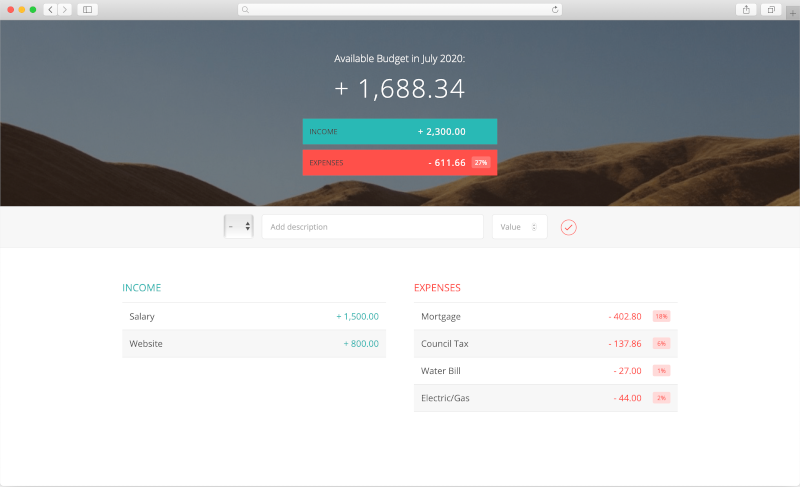 Available Budget in July 2020:
+ 1,688.34
INCOME + 2,300.00
EXPENSES - 611.66 27%
– Add description Value
INCOME
Salary + 1,500.00
Website + 800.00
EXPENSES
Mortgage - 402.80 18%
Council Tax - 137.86 6%
Water Bill - 27.00 1%
Electric/Gas - 44.00 2%